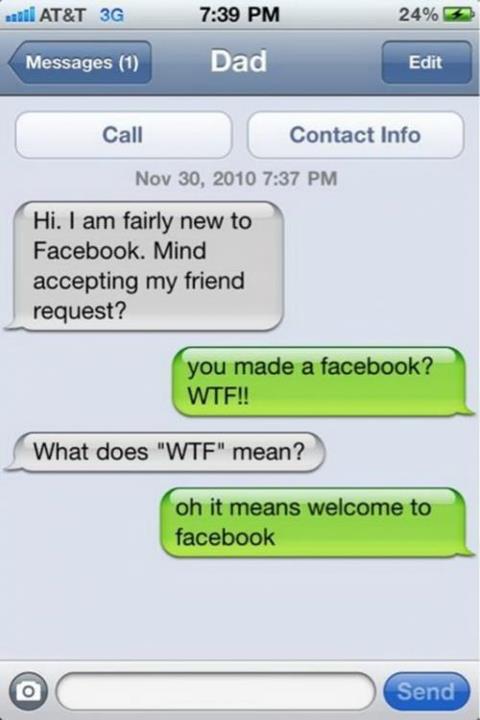 AT&T 3G 7:39 PM 24%
Messages (1) Dad Edit
Call Contact Info
Nov 30, 2010 7:37 PM
Hi. I am fairly new to
Facebook. Mind
accepting my friend
request?
you made a facebook?
WTF!!
What does "WTF" mean?
oh it means welcome to
facebook
Send